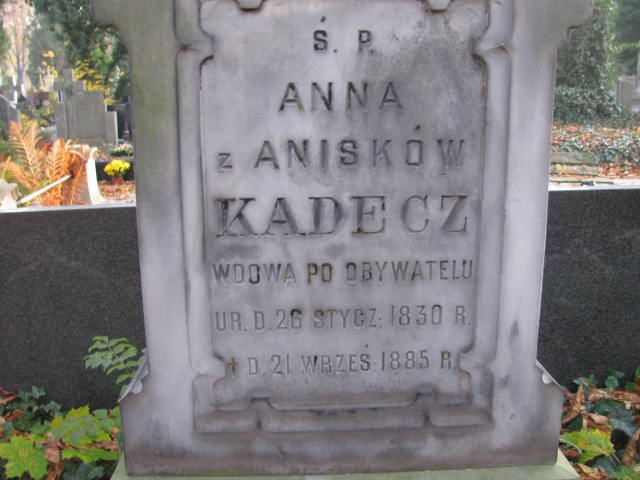 Ś. P.
ANNA
z ANISKÓW
KADECZ
WDOWA PO OBYWATELU
UR. D. 26 STYCZ: 1830 R.
† D. 21 WRZEŚ: 1885 R.